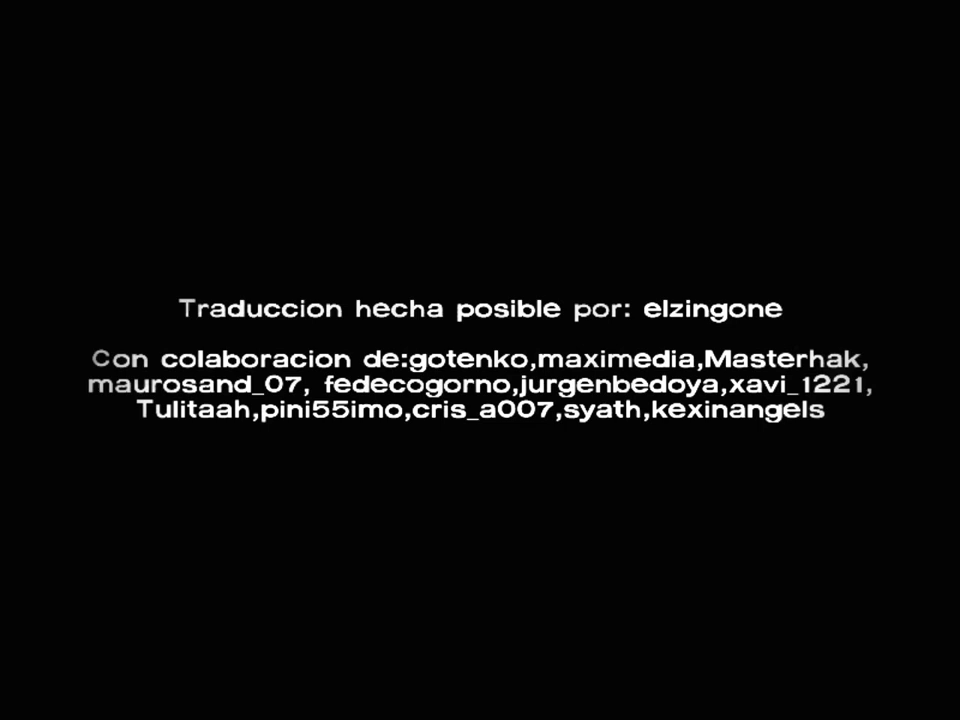 Traduccion hecha posible por: elzingone
Con colaboracion de:gotenko,maximedia,Masterhak,
maurosand_07, fedecogorno,jurgenbedoya,xavi_1221,
Tulitaah,pini55imo,cris_a007,syath,kexinangels